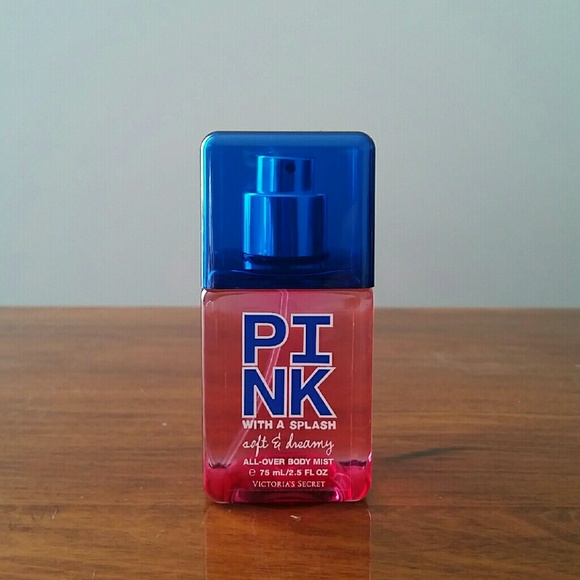 PI
NK
WITH A SPLASH
soft & dreamy
ALL-OVER BODY MIST
℮ 75 mL/2.5 FL OZ
VICTORIA'S SECRET